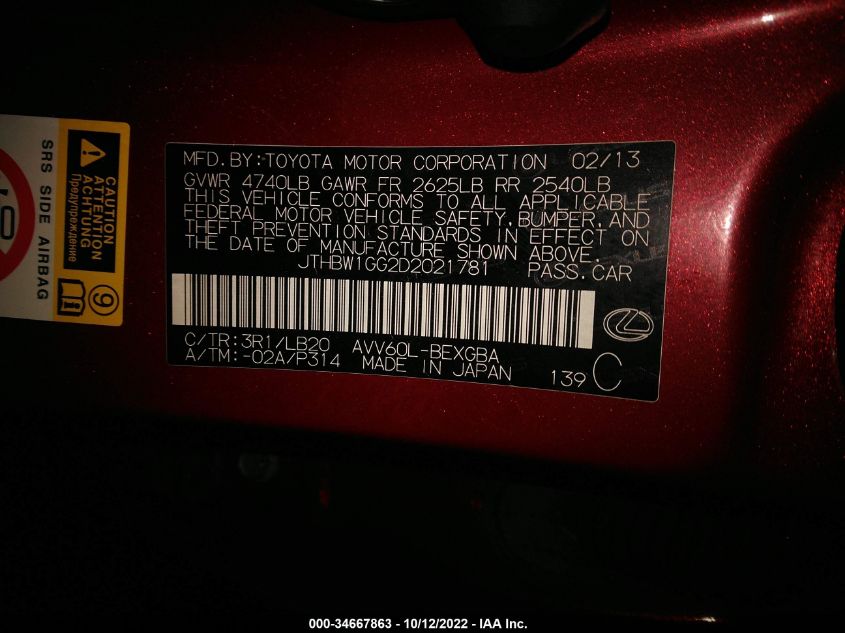 MFD.BY:TOYOTA MOTOR CORPORATION 02/13
GVWR 4740LB GAWR FR 2625LB RR 2540LB
THIS VEHICLE CONFORMS TO ALL APPLICABLE
FEDERAL MOTOR VEHICLE SAFETY, BUMPER, AND
THEFT PREVENTION STANDARDS IN EFFECT ON
THE DATE OF MANUFACTURE SHOWN ABOVE.
JTHBW1GG2D2021781 PASS.CAR
C/TR:3R1/LB20 AVV60L-BEXGBA
A/TM:-02A/P314 MADE IN JAPAN 139 C
CAUTION
ATTENTION
ACHTUNG
Предупреждение
SRS SIDE AIRBAG
9
000-34667863 - 10/12/2022 - IAA Inc.